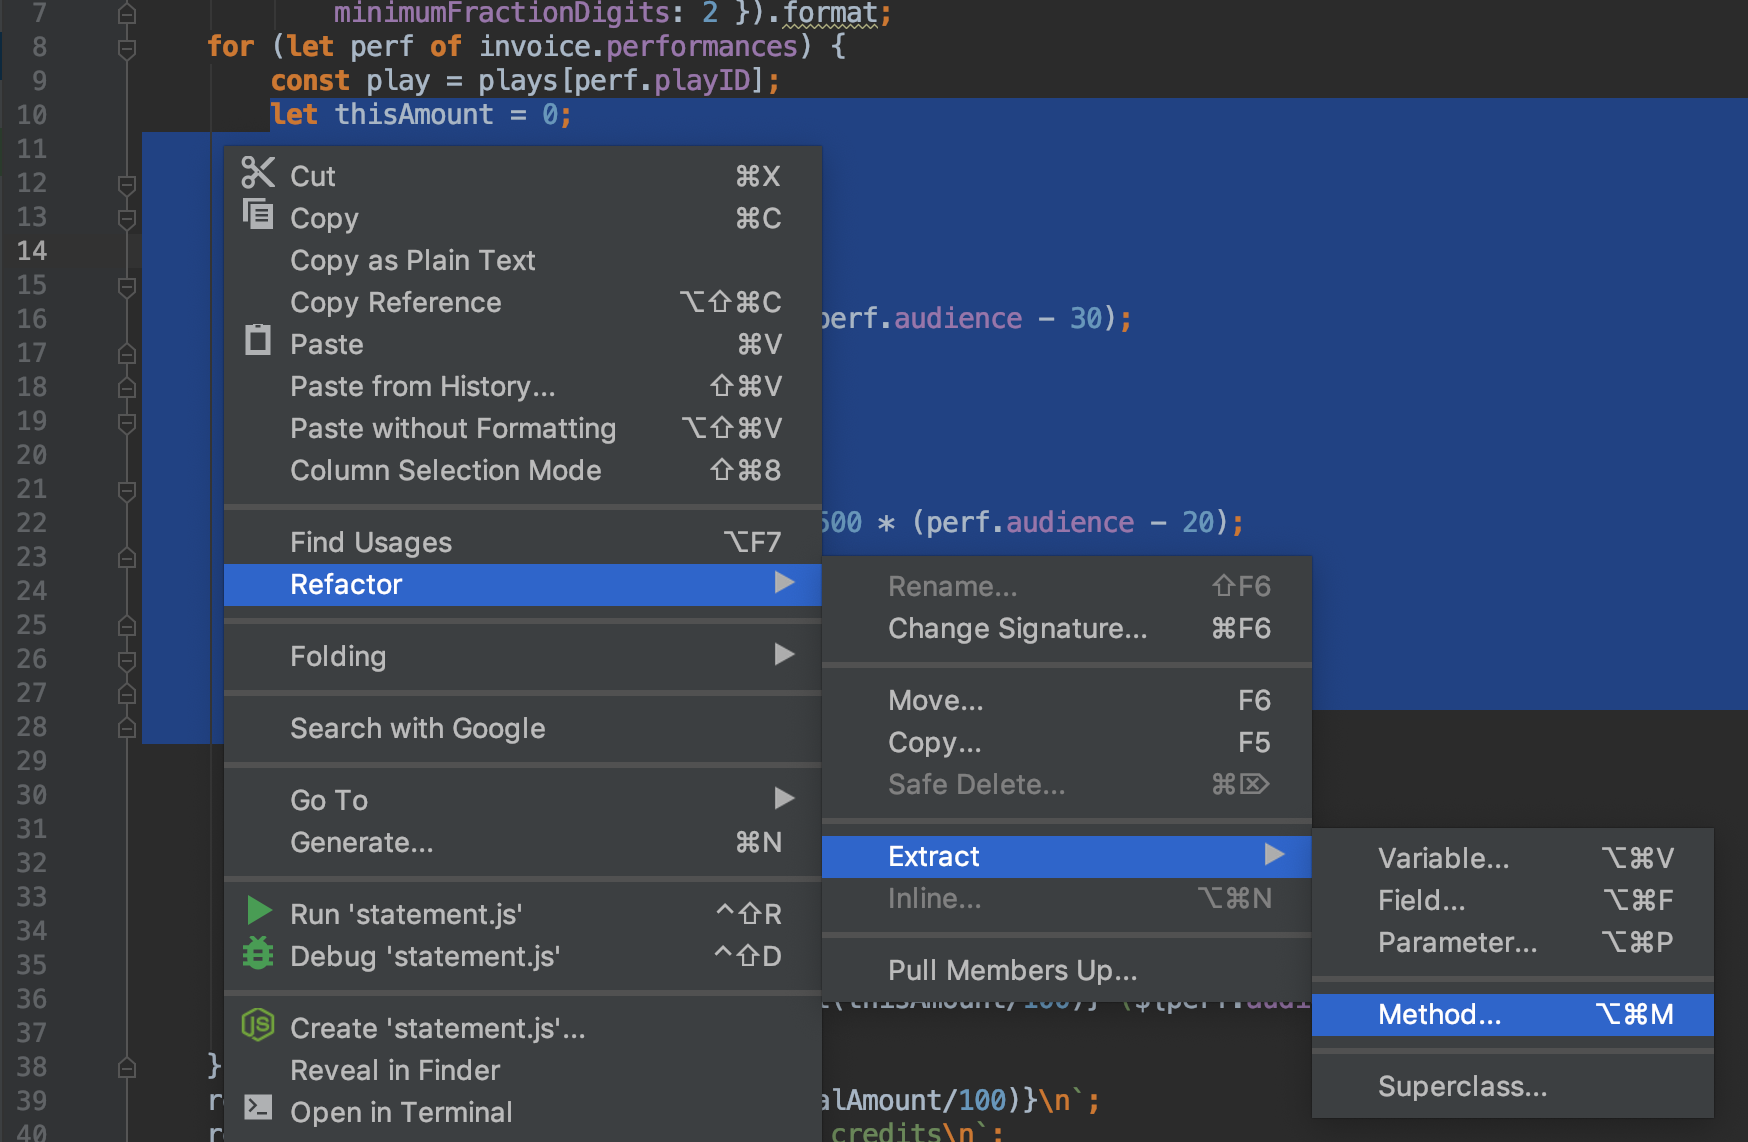 7 minimumFractionDigits: 2 }).format;
8 for (let perf of invoice.performances) {
9 const play = plays[perf.playID];
10 let thisAmount = 0;
11
12
13
14
15
16 perf.audience - 30);
17
18
19
20
21
22 500 * (perf.audience - 20);
23
24
25
26
27
28
29
30
31
32
33
34
35
36 (thisAmount/100)} (${perf.audi
37
38 }
39 r alAmount/100)}\n`;
40 r credits\n`;
Cut ⌘X
Copy ⌘C
Copy as Plain Text
Copy Reference ⌥⇧⌘C
Paste ⌘V
Paste from History... ⇧⌘V
Paste without Formatting ⌥⇧⌘V
Column Selection Mode ⇧⌘8
Find Usages ⌥F7
Refactor
Folding
Search with Google
Go To
Generate... ⌘N
Run 'statement.js' ^⇧R
Debug 'statement.js' ^⇧D
JS Create 'statement.js'...
Reveal in Finder
Open in Terminal
Rename... ⇧F6
Change Signature... ⌘F6
Move... F6
Copy... F5
Safe Delete... ⌘⌦
Extract
Inline... ⌥⌘N
Pull Members Up...
Variable... ⌥⌘V
Field... ⌥⌘F
Parameter... ⌥⌘P
Method... ⌥⌘M
Superclass...